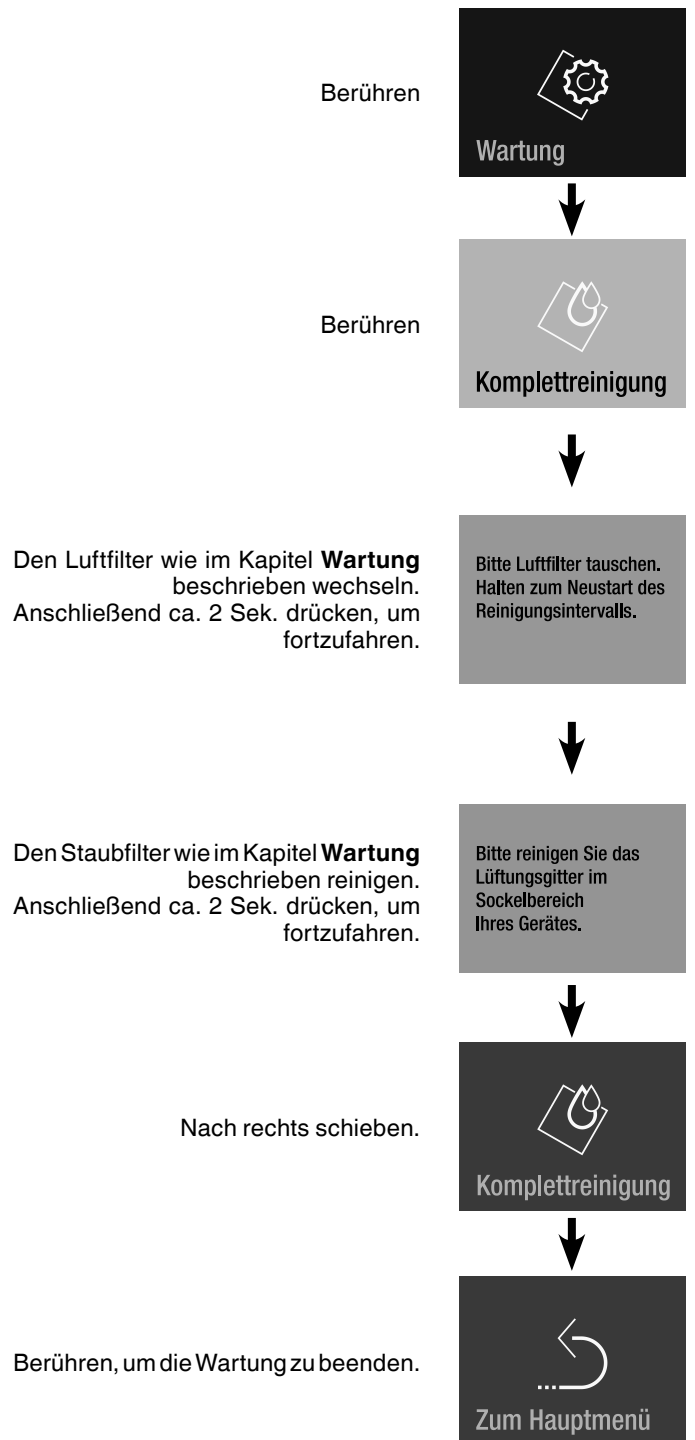 Berühren
Wartung
Berühren
Komplettreinigung
Den Luftfilter wie im Kapitel Wartung
beschrieben wechseln.
Anschließend ca. 2 Sek. drücken, um
fortzufahren.
Bitte Luftfilter tauschen.
Halten zum Neustart des
Reinigungsintervalls.
Den Staubfilter wie im Kapitel Wartung
beschrieben reinigen.
Anschließend ca. 2 Sek. drücken, um
fortzufahren.
Bitte reinigen Sie das
Lüftungsgitter im
Sockelbereich
Ihres Gerätes.
Nach rechts schieben.
Komplettreinigung
Berühren, um die Wartung zu beenden.
Zum Hauptmenü